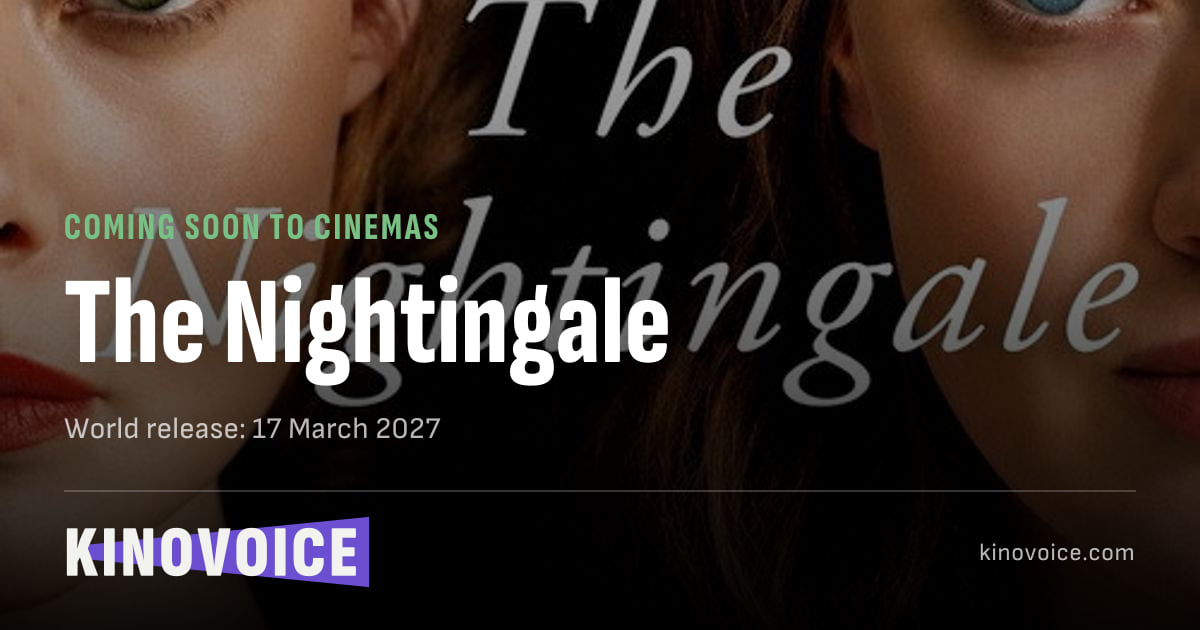 The
Nightingale
COMING SOON TO CINEMAS
The Nightingale
World release: 17 March 2027
KINOVOICE
kinovoice.com